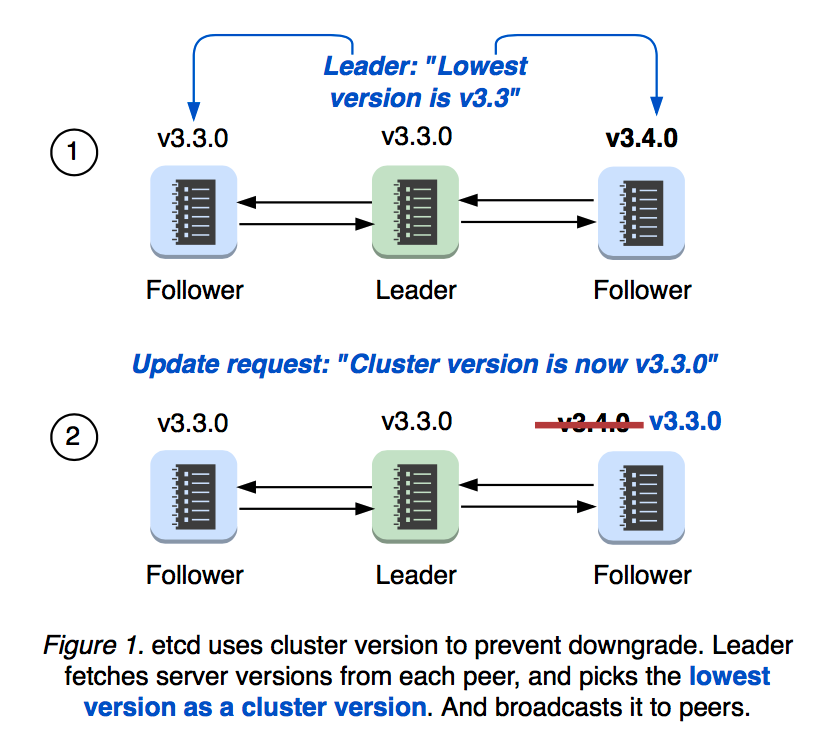 Leader: "Lowest
version is v3.3"
v3.3.0
v3.3.0
v3.4.0
1
Follower
Leader
Follower
Update request: "Cluster version is now v3.3.0"
v3.3.0
v3.3.0
v3.4.0 v3.3.0
2
Follower
Leader
Follower
Figure 1. etcd uses cluster version to prevent downgrade. Leader
fetches server versions from each peer, and picks the lowest
version as a cluster version. And broadcasts it to peers.